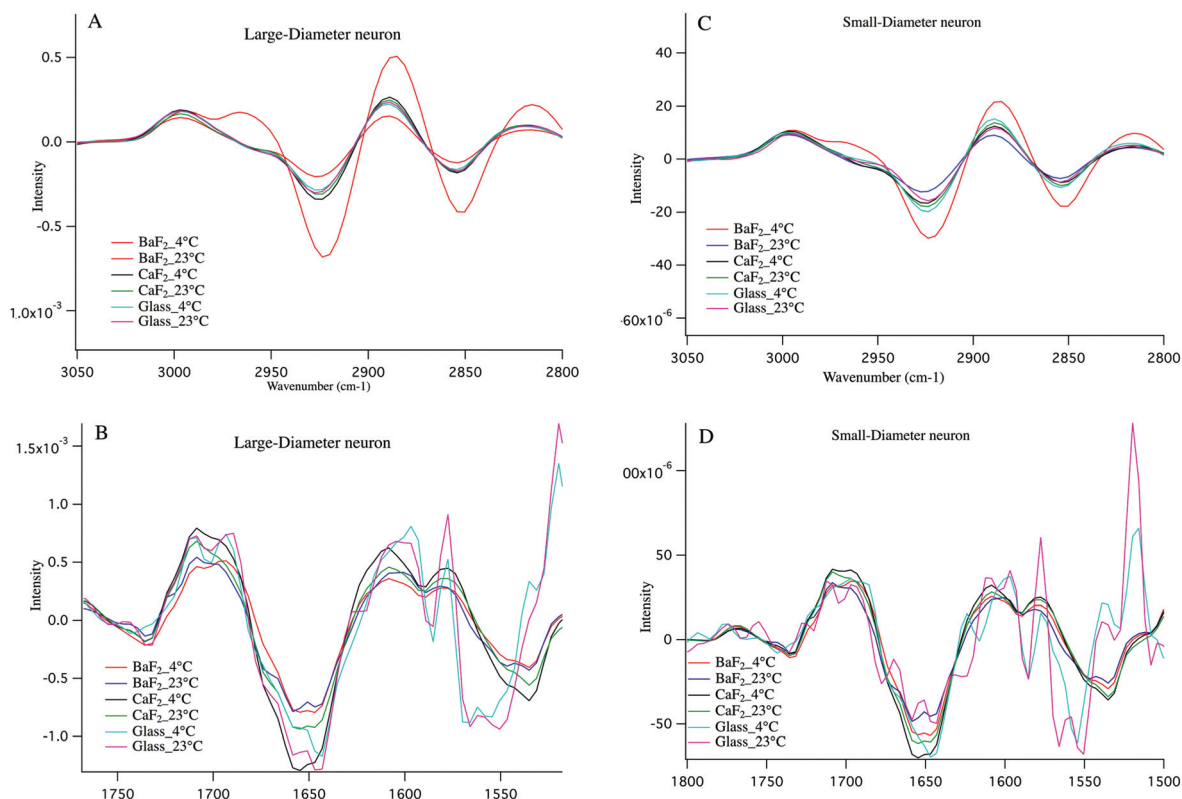 A
Large-Diameter neuron
0.5
0.0
-0.5
1.0x10-3
Intensity
BaF2_4°C
BaF2_23°C
CaF2_4°C
CaF2_23°C
Glass_4°C
Glass_23°C
3050 3000 2950 2900 2850 2800
Wavenumber (cm-1)
C
Small-Diameter neuron
40
20
0
-20
-40
-60x10-6
Intensity
BaF2_4°C
BaF2_23°C
CaF2_4°C
CaF2_23°C
Glass_4°C
Glass_23°C
3050 3000 2950 2900 2850 2800
Wavenumber (cm-1)
B
Large-Diameter neuron
1.5x10-3
1.0
0.5
0.0
-0.5
-1.0
Intensity
BaF2_4°C
BaF2_23°C
CaF2_4°C
CaF2_23°C
Glass_4°C
Glass_23°C
1750 1700 1650 1600 1550
D
Small-Diameter neuron
00x10-6
50
0
-50
Intensity
BaF2_4°C
BaF2_23°C
CaF2_4°C
CaF2_23°C
Glass_4°C
Glass_23°C
1800 1750 1700 1650 1600 1550 1500